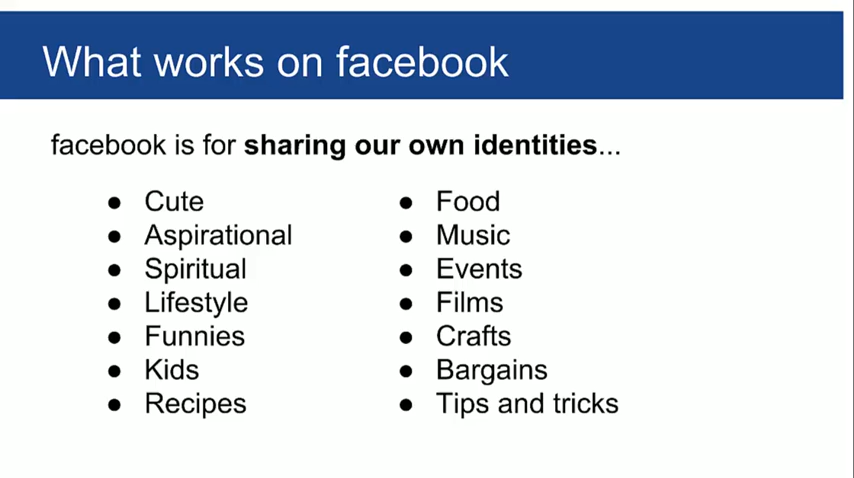 What works on facebook
facebook is for sharing our own identities...
● Cute
● Aspirational
● Spiritual
● Lifestyle
● Funnies
● Kids
● Recipes
● Food
● Music
● Events
● Films
● Crafts
● Bargains
● Tips and tricks